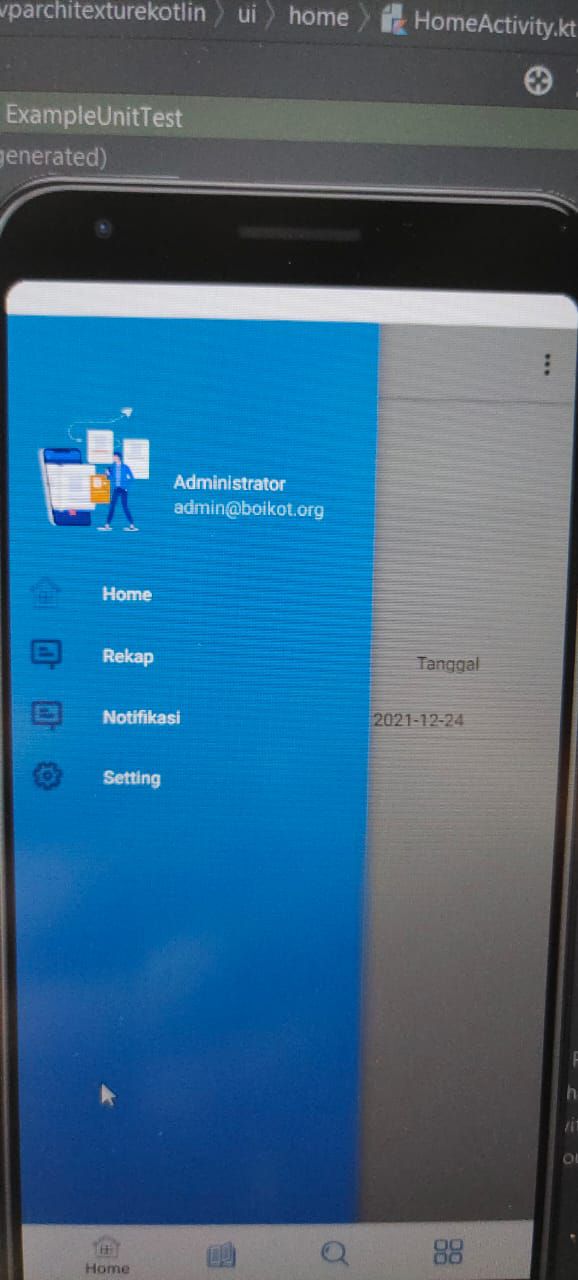 vparchitexturekotlin 〉 ui 〉 home 〉 HomeActivity.kt
ExampleUnitTest
generated)
Administrator
admin@boikot.org
Home
Rekap
Tanggal
Notifikasi
2021-12-24
Setting
Home